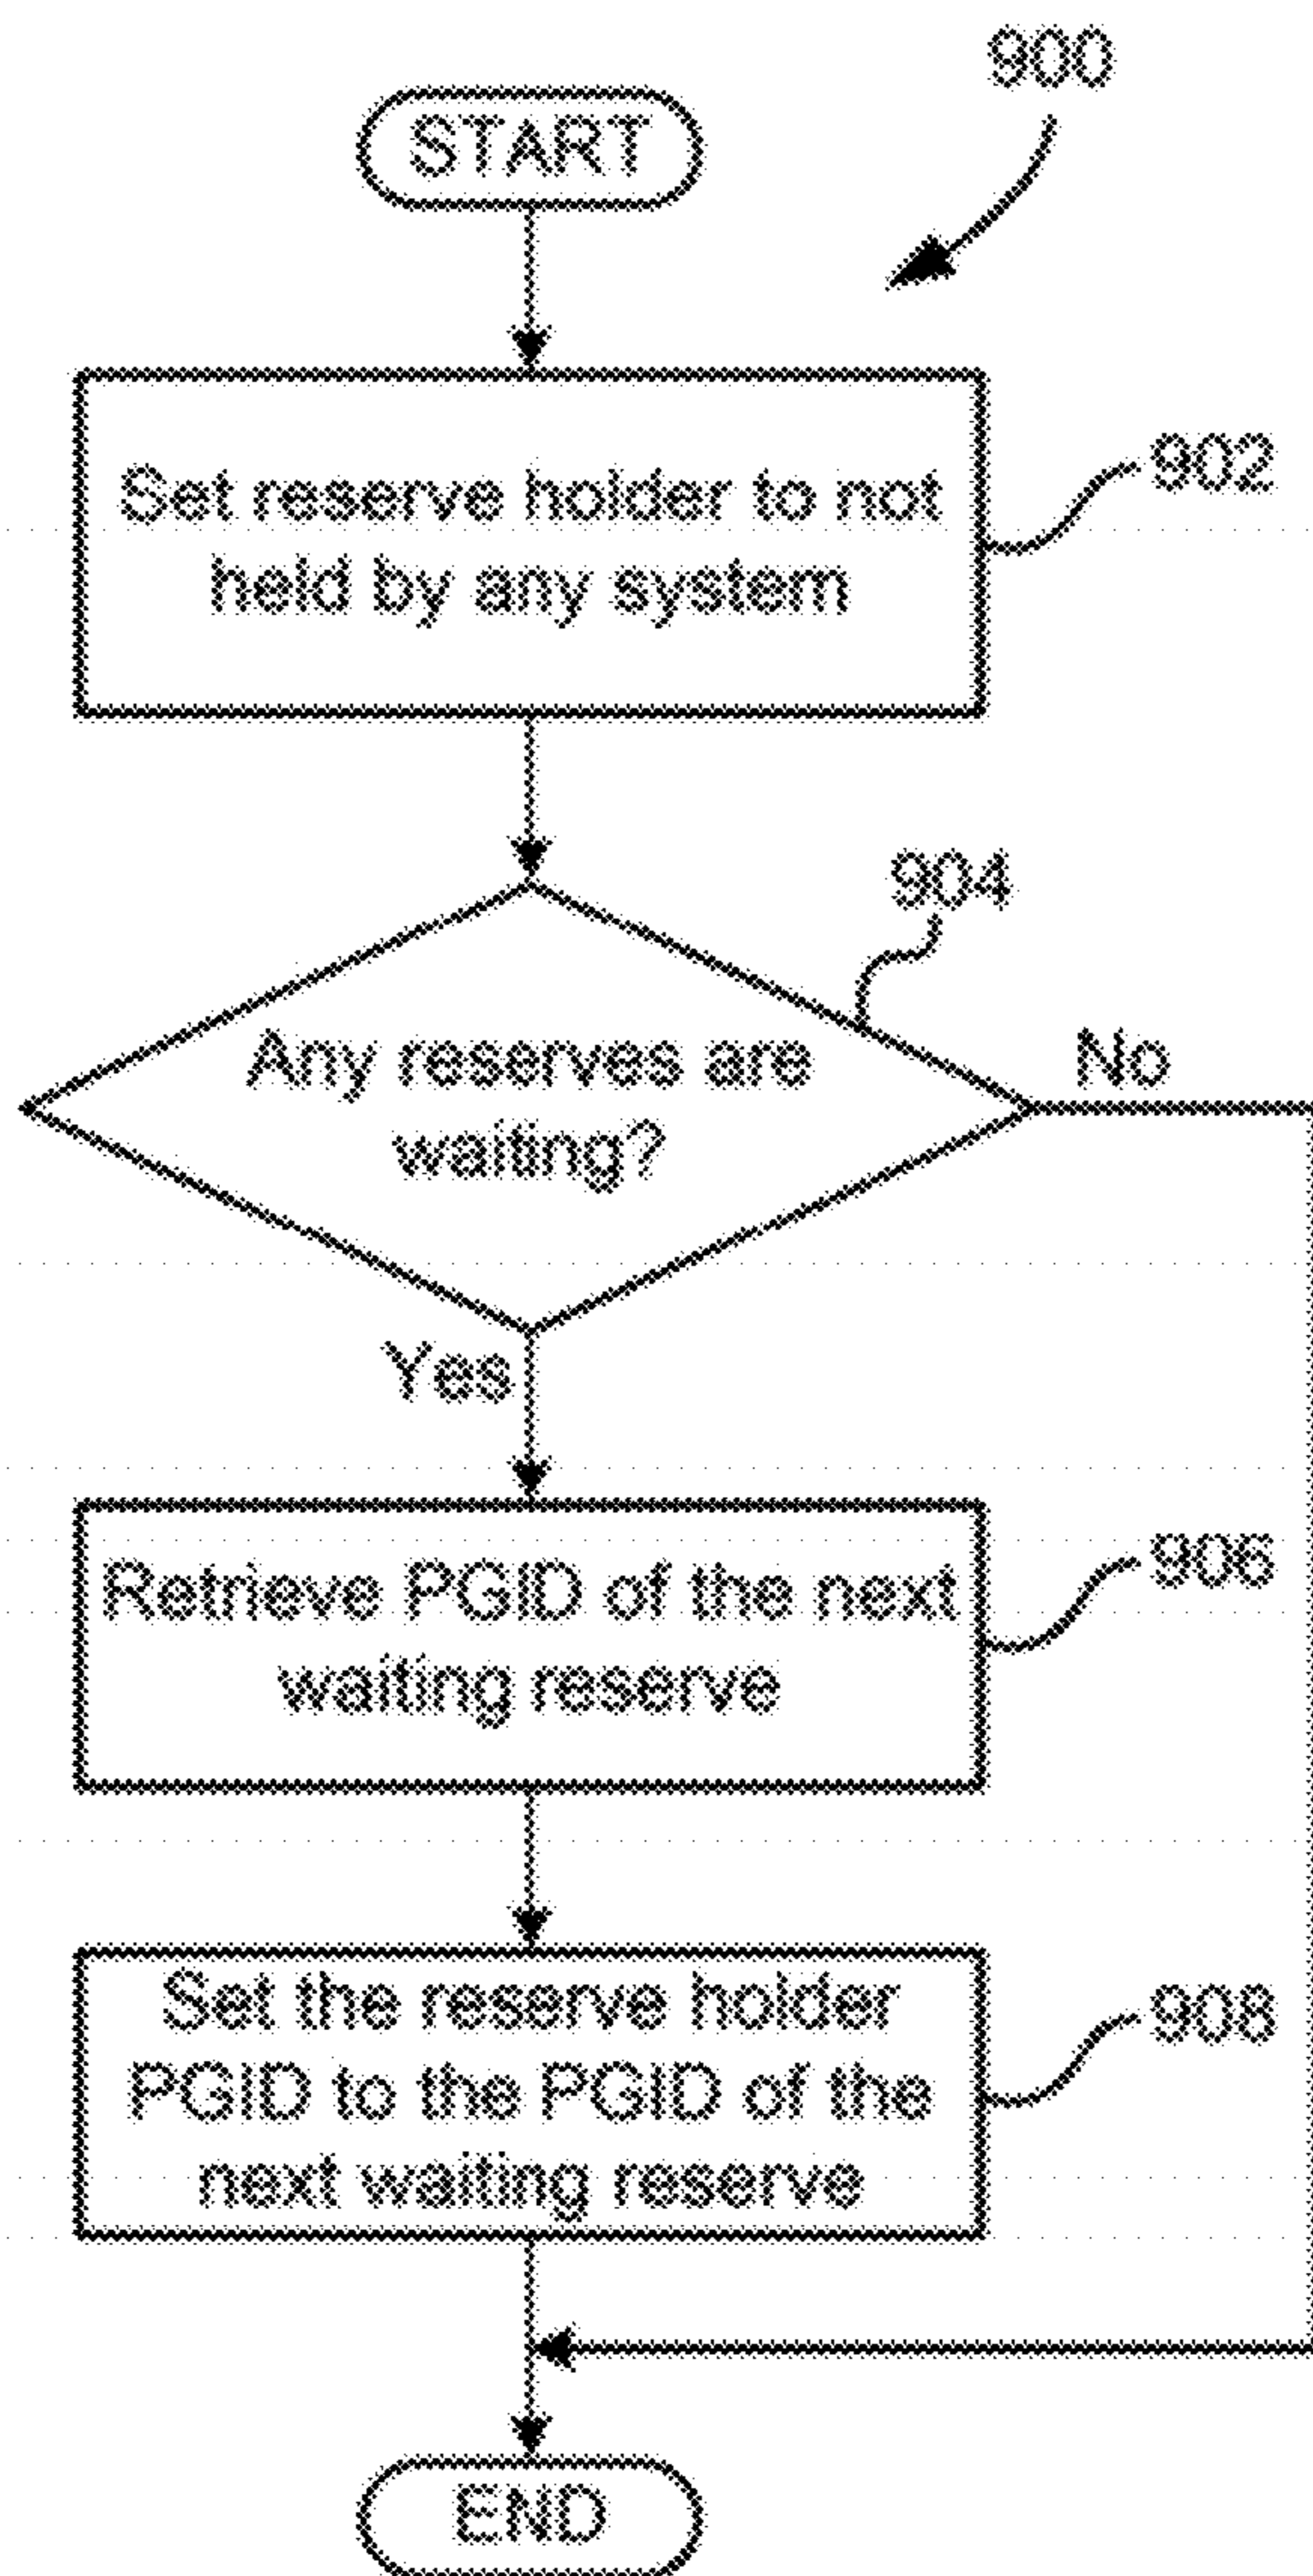 900
START
Set reserve holder to not
held by any system
902
904
Any reserves are
waiting?
No
Yes
Retrieve PGID of the next
waiting reserve
906
Set the reserve holder
PGID to the PGID of the
next waiting reserve
908
END